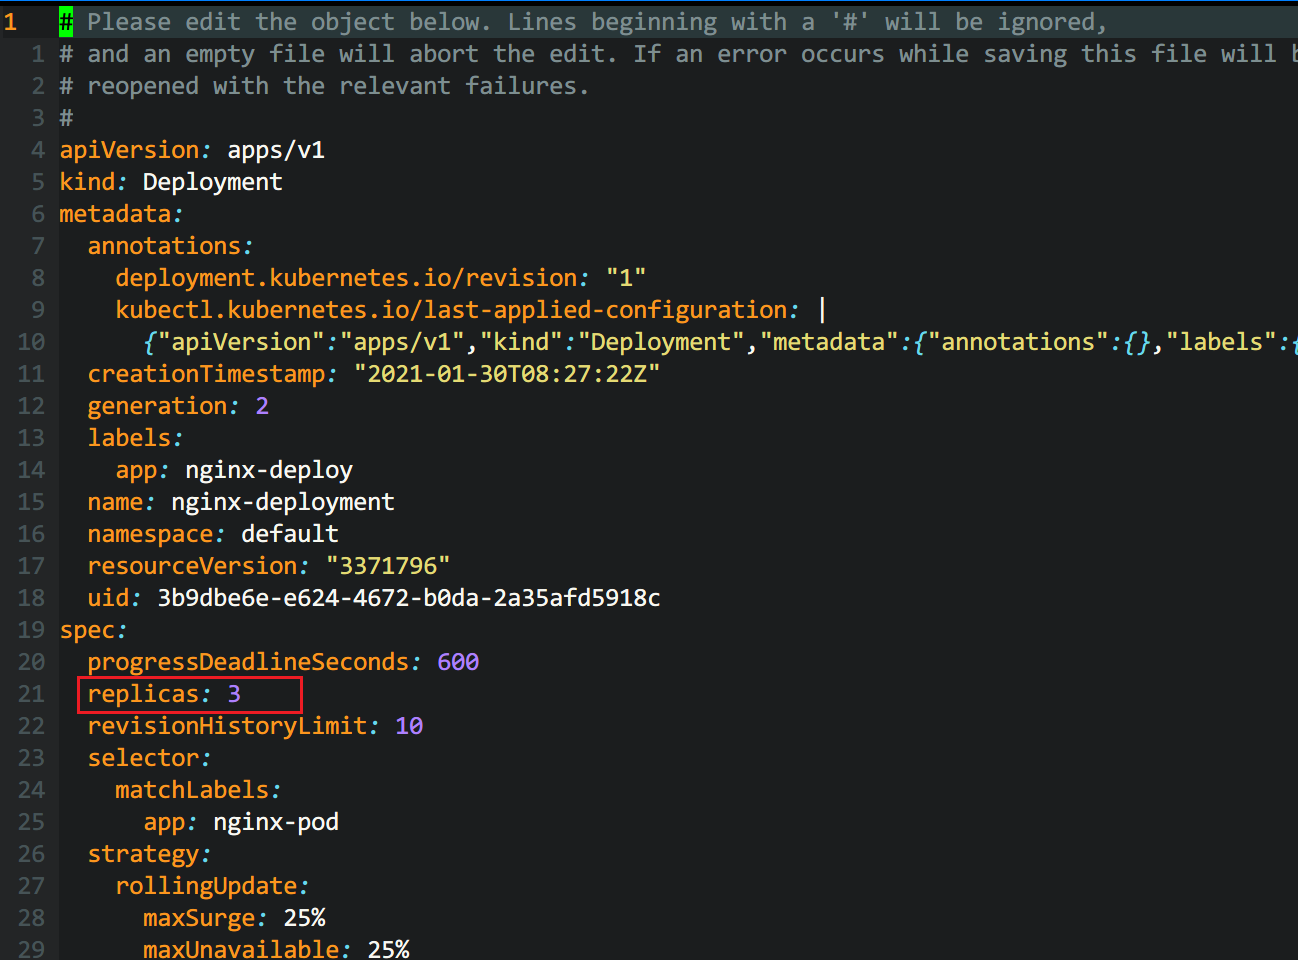 1 # Please edit the object below. Lines beginning with a '#' will be ignored,
1 # and an empty file will abort the edit. If an error occurs while saving this file will
2 # reopened with the relevant failures.
3 #
4 apiVersion: apps/v1
5 kind: Deployment
6 metadata:
7   annotations:
8     deployment.kubernetes.io/revision: "1"
9     kubectl.kubernetes.io/last-applied-configuration: |
10       {"apiVersion":"apps/v1","kind":"Deployment","metadata":{"annotations":{},"labels":{
11   creationTimestamp: "2021-01-30T08:27:22Z"
12   generation: 2
13   labels:
14     app: nginx-deploy
15   name: nginx-deployment
16   namespace: default
17   resourceVersion: "3371796"
18   uid: 3b9dbe6e-e624-4672-b0da-2a35afd5918c
19 spec:
20   progressDeadlineSeconds: 600
21   replicas: 3
22   revisionHistoryLimit: 10
23   selector:
24     matchLabels:
25       app: nginx-pod
26   strategy:
27     rollingUpdate:
28       maxSurge: 25%
29       maxUnavailable: 25%